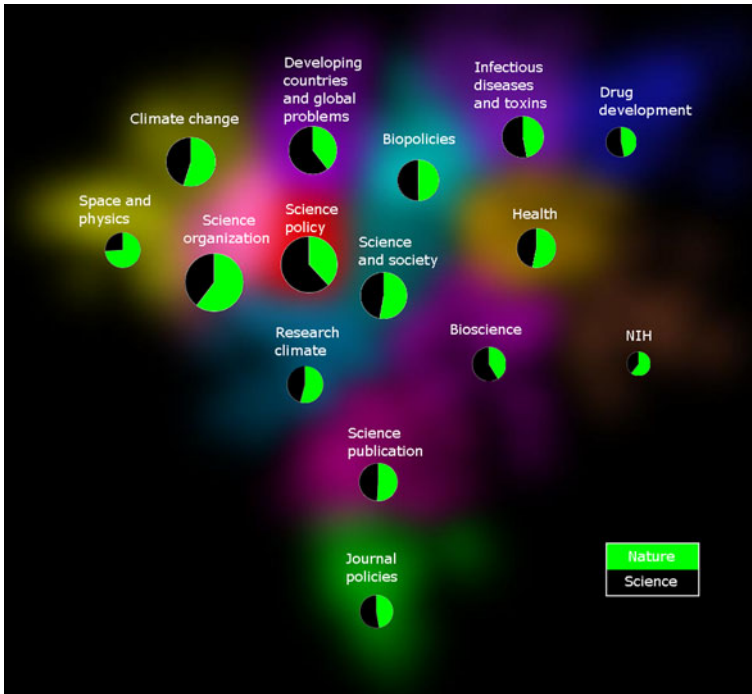 Developing
countries
and global
problems
Infectious
diseases
and toxins
Drug
development
Climate change
Biopolicies
Space and
physics
Science
organization
Science
policy
Health
Science
and society
Research
climate
Bioscience
NIH
Science
publication
Journal
policies
Nature
Science